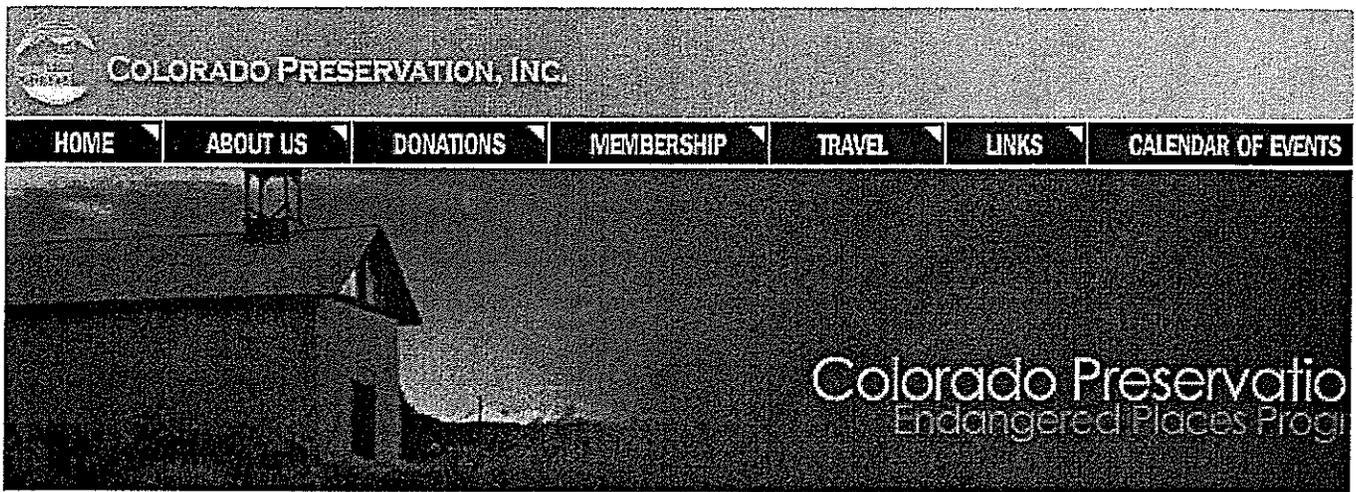 COLORADO PRESERVATION, INC.
HOME ABOUT US DONATIONS MEMBERSHIP TRAVEL LINKS CALENDAR OF EVENTS
Colorado Preservatio
Endangered Places Progr